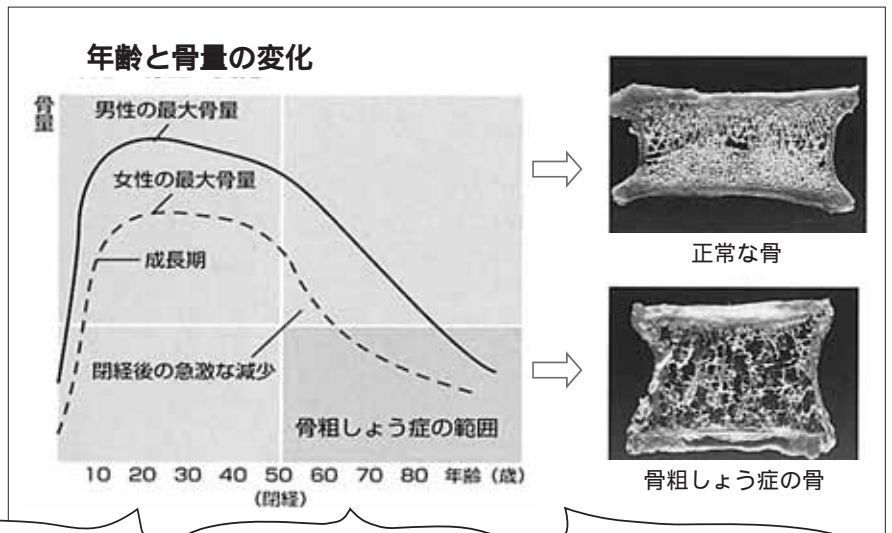 年齢と骨量の変化
骨量
男性の最大骨量
女性の最大骨量
成長期
閉経後の急激な減少
骨粗しょう症の範囲
10 20 30 40 50 60 70 80 年齢(歳)
(閉経)
正常な骨
骨粗しょう症の骨